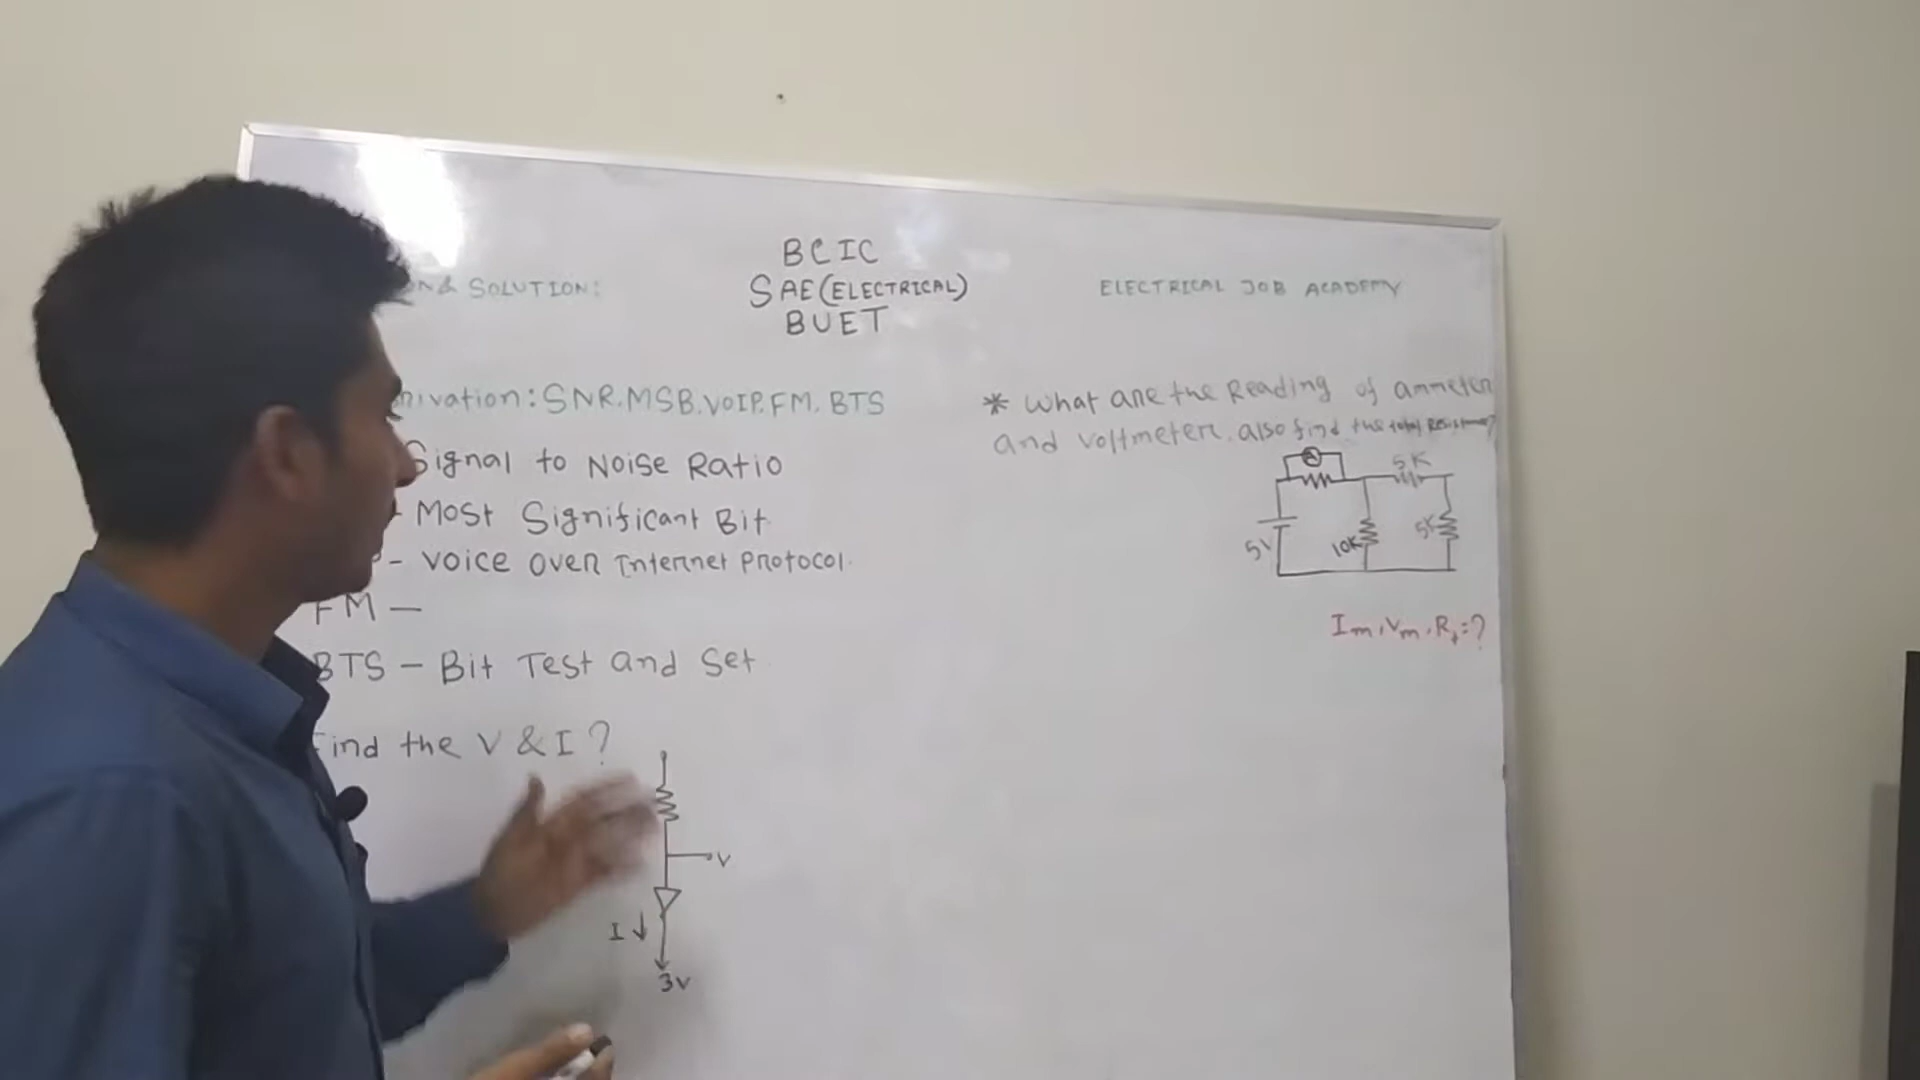 BCIC
SAE (ELECTRICAL)
BUET
& SOLUTION:
ELECTRICAL JOB ACADEMY
nivation: SNR.MSB.VOIP.FM.BTS
Signal to Noise Ratio
- Most Significant Bit
- Voice Over Internet Protocol.
FM -
BTS - Bit Test and Set
Find the V & I ?
V
I
3V
* What are the Reading of ammeter
and voltmeter. also find the total Resistance?
5K
5V
10K
5K
Im, Vm, Rt = ?